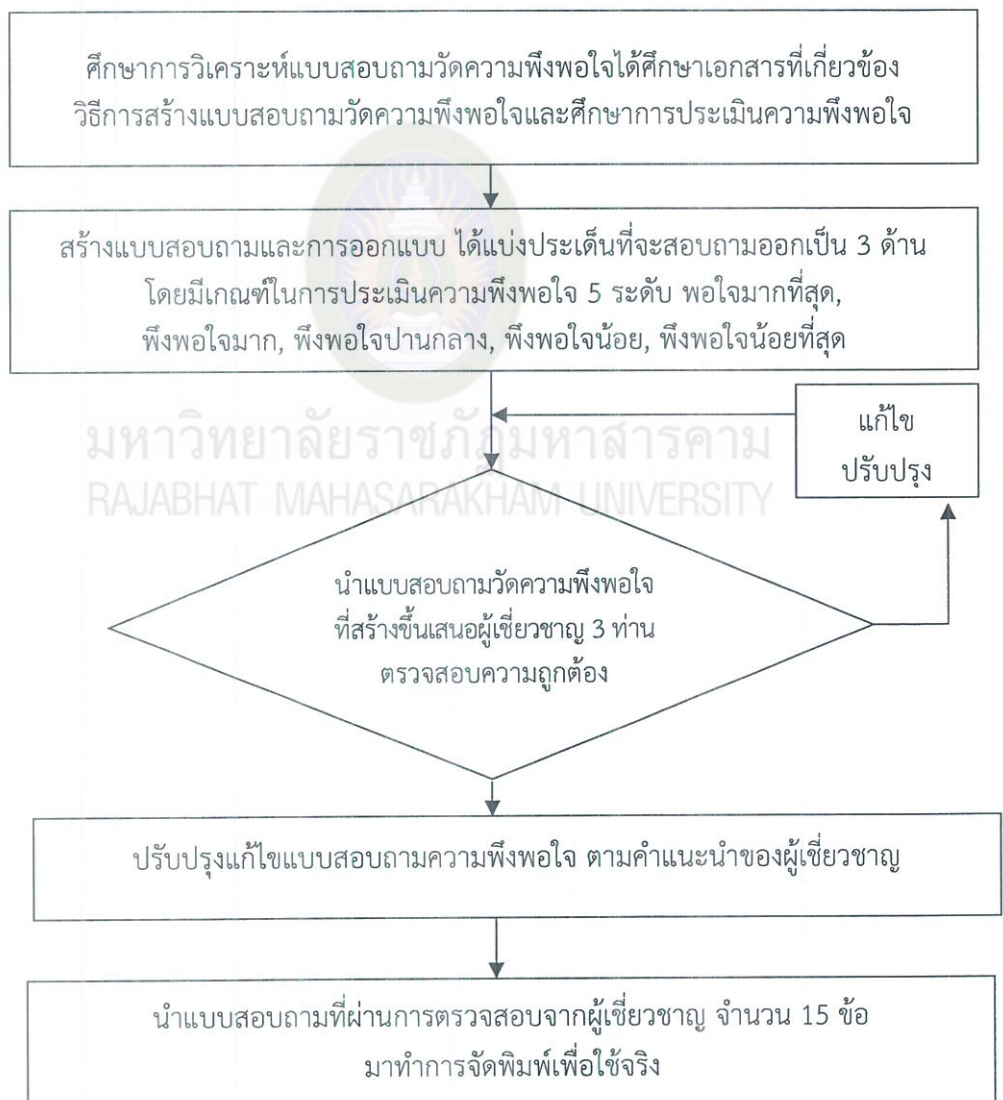 ศึกษาการวิเคราะห์แบบสอบถามวัดความพึงพอใจได้ศึกษาเอกสารที่เกี่ยวข้อง
วิธีการสร้างแบบสอบถามวัดความพึงพอใจและศึกษาการประเมินความพึงพอใจ
สร้างแบบสอบถามและการออกแบบ ได้แบ่งประเด็นที่จะสอบถามออกเป็น 3 ด้าน
โดยมีเกณฑ์ในการประเมินความพึงพอใจ 5 ระดับ พอใจมากที่สุด,
พึงพอใจมาก, พึงพอใจปานกลาง, พึงพอใจน้อย, พึงพอใจน้อยที่สุด
แก้ไข
ปรับปรุง
มหาวิทยาลัยราชภัฏมหาสารคาม
RAJABHAT MAHASARAKHAM UNIVERSITY
นำแบบสอบถามวัดความพึงพอใจ
ที่สร้างขึ้นเสนอผู้เชี่ยวชาญ 3 ท่าน
ตรวจสอบความถูกต้อง
ปรับปรุงแก้ไขแบบสอบถามความพึงพอใจ ตามคำแนะนำของผู้เชี่ยวชาญ
นำแบบสอบถามที่ผ่านการตรวจสอบจากผู้เชี่ยวชาญ จำนวน 15 ข้อ
มาทำการจัดพิมพ์เพื่อใช้จริง